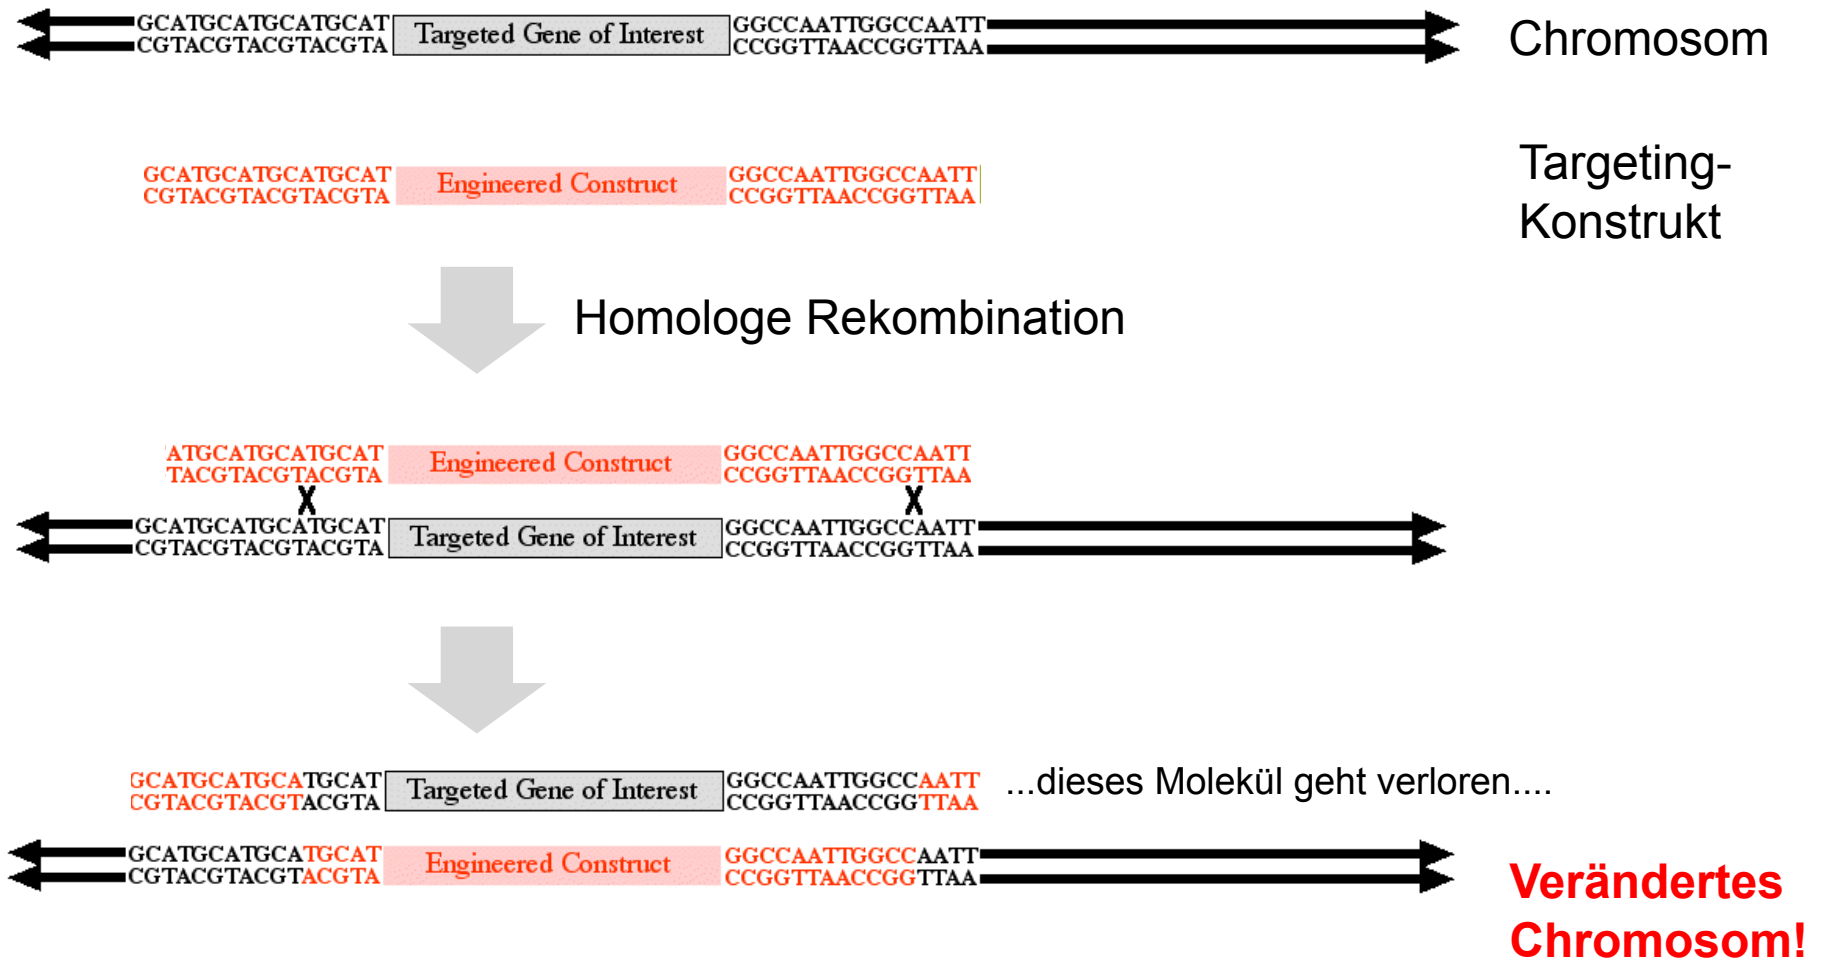 GCATGCATGCATGCAT Targeted Gene of Interest GGCCAATTGGCCAATT Chromosom
CGTACGTACGTACGTA CCGGTTAACCGGTTAA
GCATGCATGCATGCAT Engineered Construct GGCCAATTGGCCAATT Targeting-
CGTACGTACGTACGTA CCGGTTAACCGGTTAA Konstrukt
Homologe Rekombination
ATGCATGCATGCAT Engineered Construct GGCCAATTGGCCAATT
TACGTACGTACGTA CCGGTTAACCGGTTAA
X X
GCATGCATGCATGCAT Targeted Gene of Interest GGCCAATTGGCCAATT
CGTACGTACGTACGTA CCGGTTAACCGGTTAA
GCATGCATGCATGCAT Targeted Gene of Interest GGCCAATTGGCCAATT ...dieses Molekül geht verloren....
CGTACGTACGTACGTA CCGGTTAACCGGTTAA
GCATGCATGCATGCAT Engineered Construct GGCCAATTGGCCAATT
CGTACGTACGTACGTA CCGGTTAACCGGTTAA
Verändertes
Chromosom!